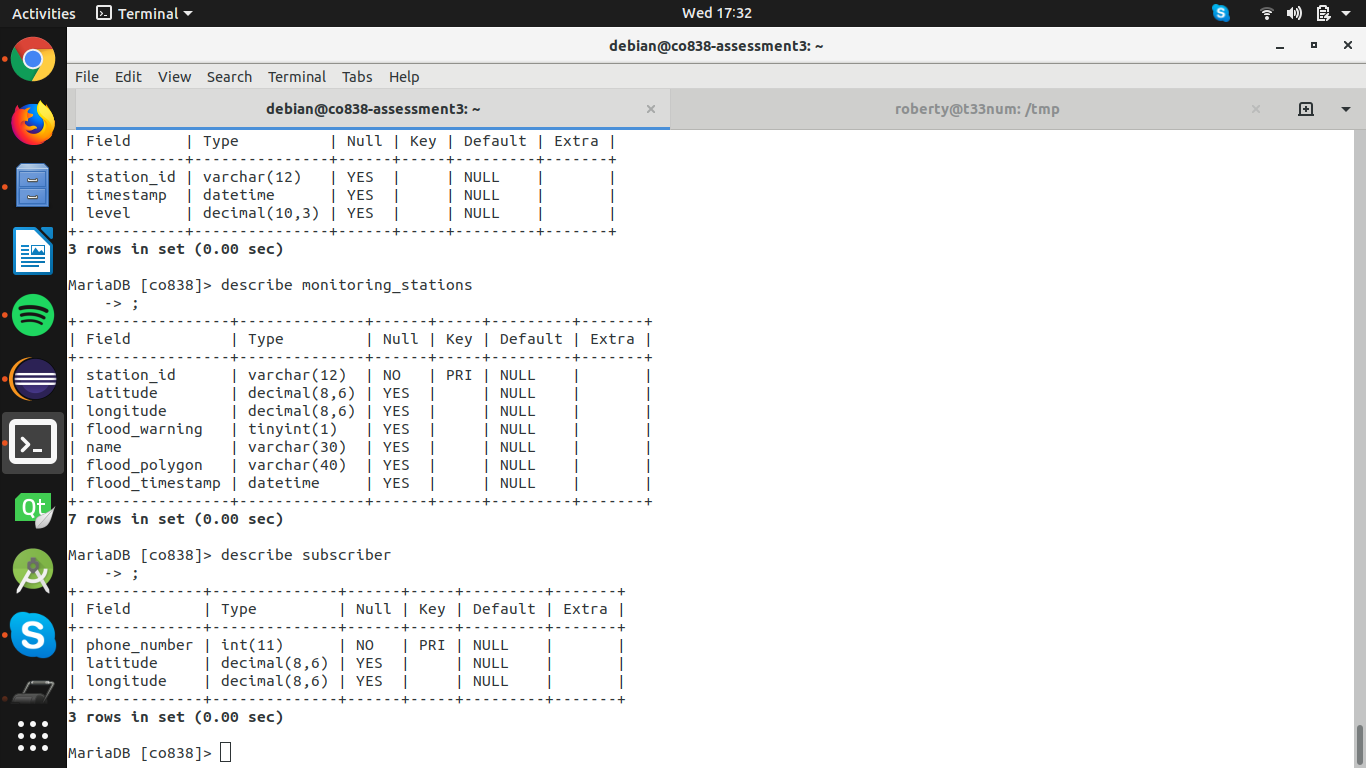 Activities Terminal Wed 17:32
debian@co838-assessment3: ~
File Edit View Search Terminal Tabs Help
debian@co838-assessment3: ~ roberty@t33num: /tmp
| Field      | Type          | Null | Key | Default | Extra |
+------------+---------------+------+-----+---------+-------+
| station_id | varchar(12)   | YES  |     | NULL    |       |
| timestamp  | datetime      | YES  |     | NULL    |       |
| level      | decimal(10,3) | YES  |     | NULL    |       |
+------------+---------------+------+-----+---------+-------+
3 rows in set (0.00 sec)
MariaDB [co838]> describe monitoring_stations
    -> ;
+-----------------+--------------+------+-----+---------+-------+
| Field           | Type         | Null | Key | Default | Extra |
+-----------------+--------------+------+-----+---------+-------+
| station_id      | varchar(12)  | NO   | PRI | NULL    |       |
| latitude        | decimal(8,6) | YES  |     | NULL    |       |
| longitude       | decimal(8,6) | YES  |     | NULL    |       |
| flood_warning   | tinyint(1)   | YES  |     | NULL    |       |
| name            | varchar(30)  | YES  |     | NULL    |       |
| flood_polygon   | varchar(40)  | YES  |     | NULL    |       |
| flood_timestamp | datetime     | YES  |     | NULL    |       |
+-----------------+--------------+------+-----+---------+-------+
7 rows in set (0.00 sec)
MariaDB [co838]> describe subscriber
    -> ;
+--------------+--------------+------+-----+---------+-------+
| Field        | Type         | Null | Key | Default | Extra |
+--------------+--------------+------+-----+---------+-------+
| phone_number | int(11)      | NO   | PRI | NULL    |       |
| latitude     | decimal(8,6) | YES  |     | NULL    |       |
| longitude    | decimal(8,6) | YES  |     | NULL    |       |
+--------------+--------------+------+-----+---------+-------+
3 rows in set (0.00 sec)
MariaDB [co838]>
Qt